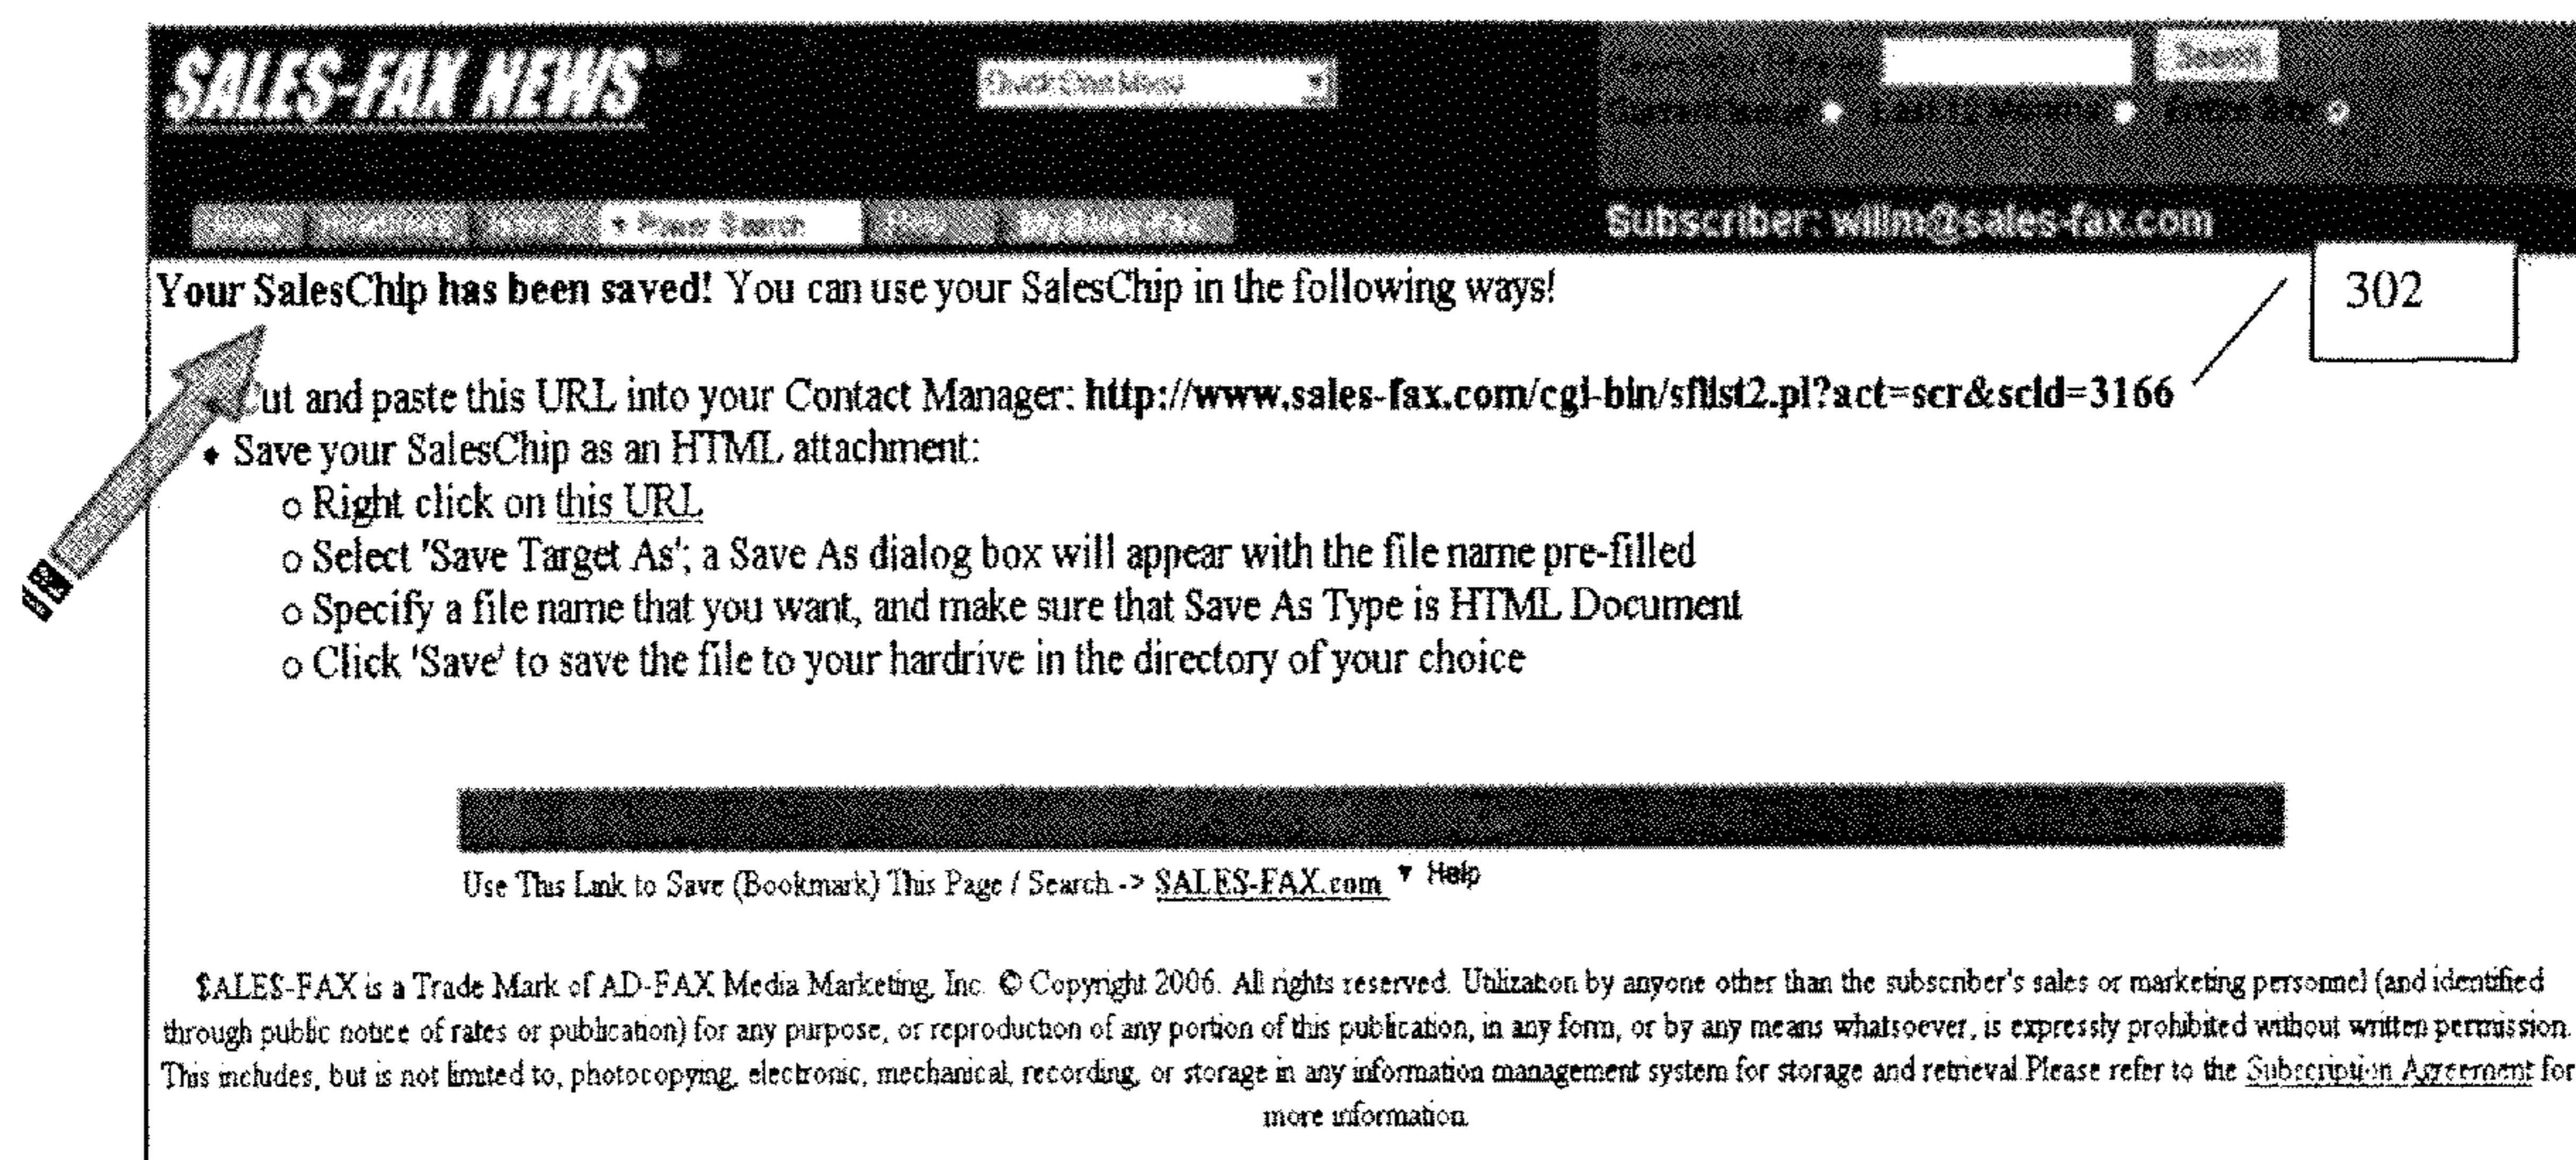 SALES-FAX NEWS
Search
Power Search
Subscriber: willm@sales-fax.com
Your SalesChip has been saved! You can use your SalesChip in the following ways!
302
ut and paste this URL into your Contact Manager: http://www.sales-fax.com/cgi-bin/sflist2.pl?act=scr&scid=3166
• Save your SalesChip as an HTML attachment:
o Right click on this URL
o Select 'Save Target As'; a Save As dialog box will appear with the file name pre-filled
o Specify a file name that you want, and make sure that Save As Type is HTML Document
o Click 'Save' to save the file to your hardrive in the directory of your choice
Use This Link to Save (Bookmark) This Page / Search -> SALES-FAX.com ▼ Help
$ALES-FAX is a Trade Mark of AD-FAX Media Marketing, Inc. © Copyright 2006. All rights reserved. Utilization by anyone other than the subscriber's sales or marketing personnel (and identified
through public notice of rates or publication) for any purpose, or reproduction of any portion of this publication, in any form, or by any means whatsoever, is expressly prohibited without written permission.
This includes, but is not limited to, photocopying, electronic, mechanical, recording, or storage in any information management system for storage and retrieval. Please refer to the Subscription Agreement for
more information.